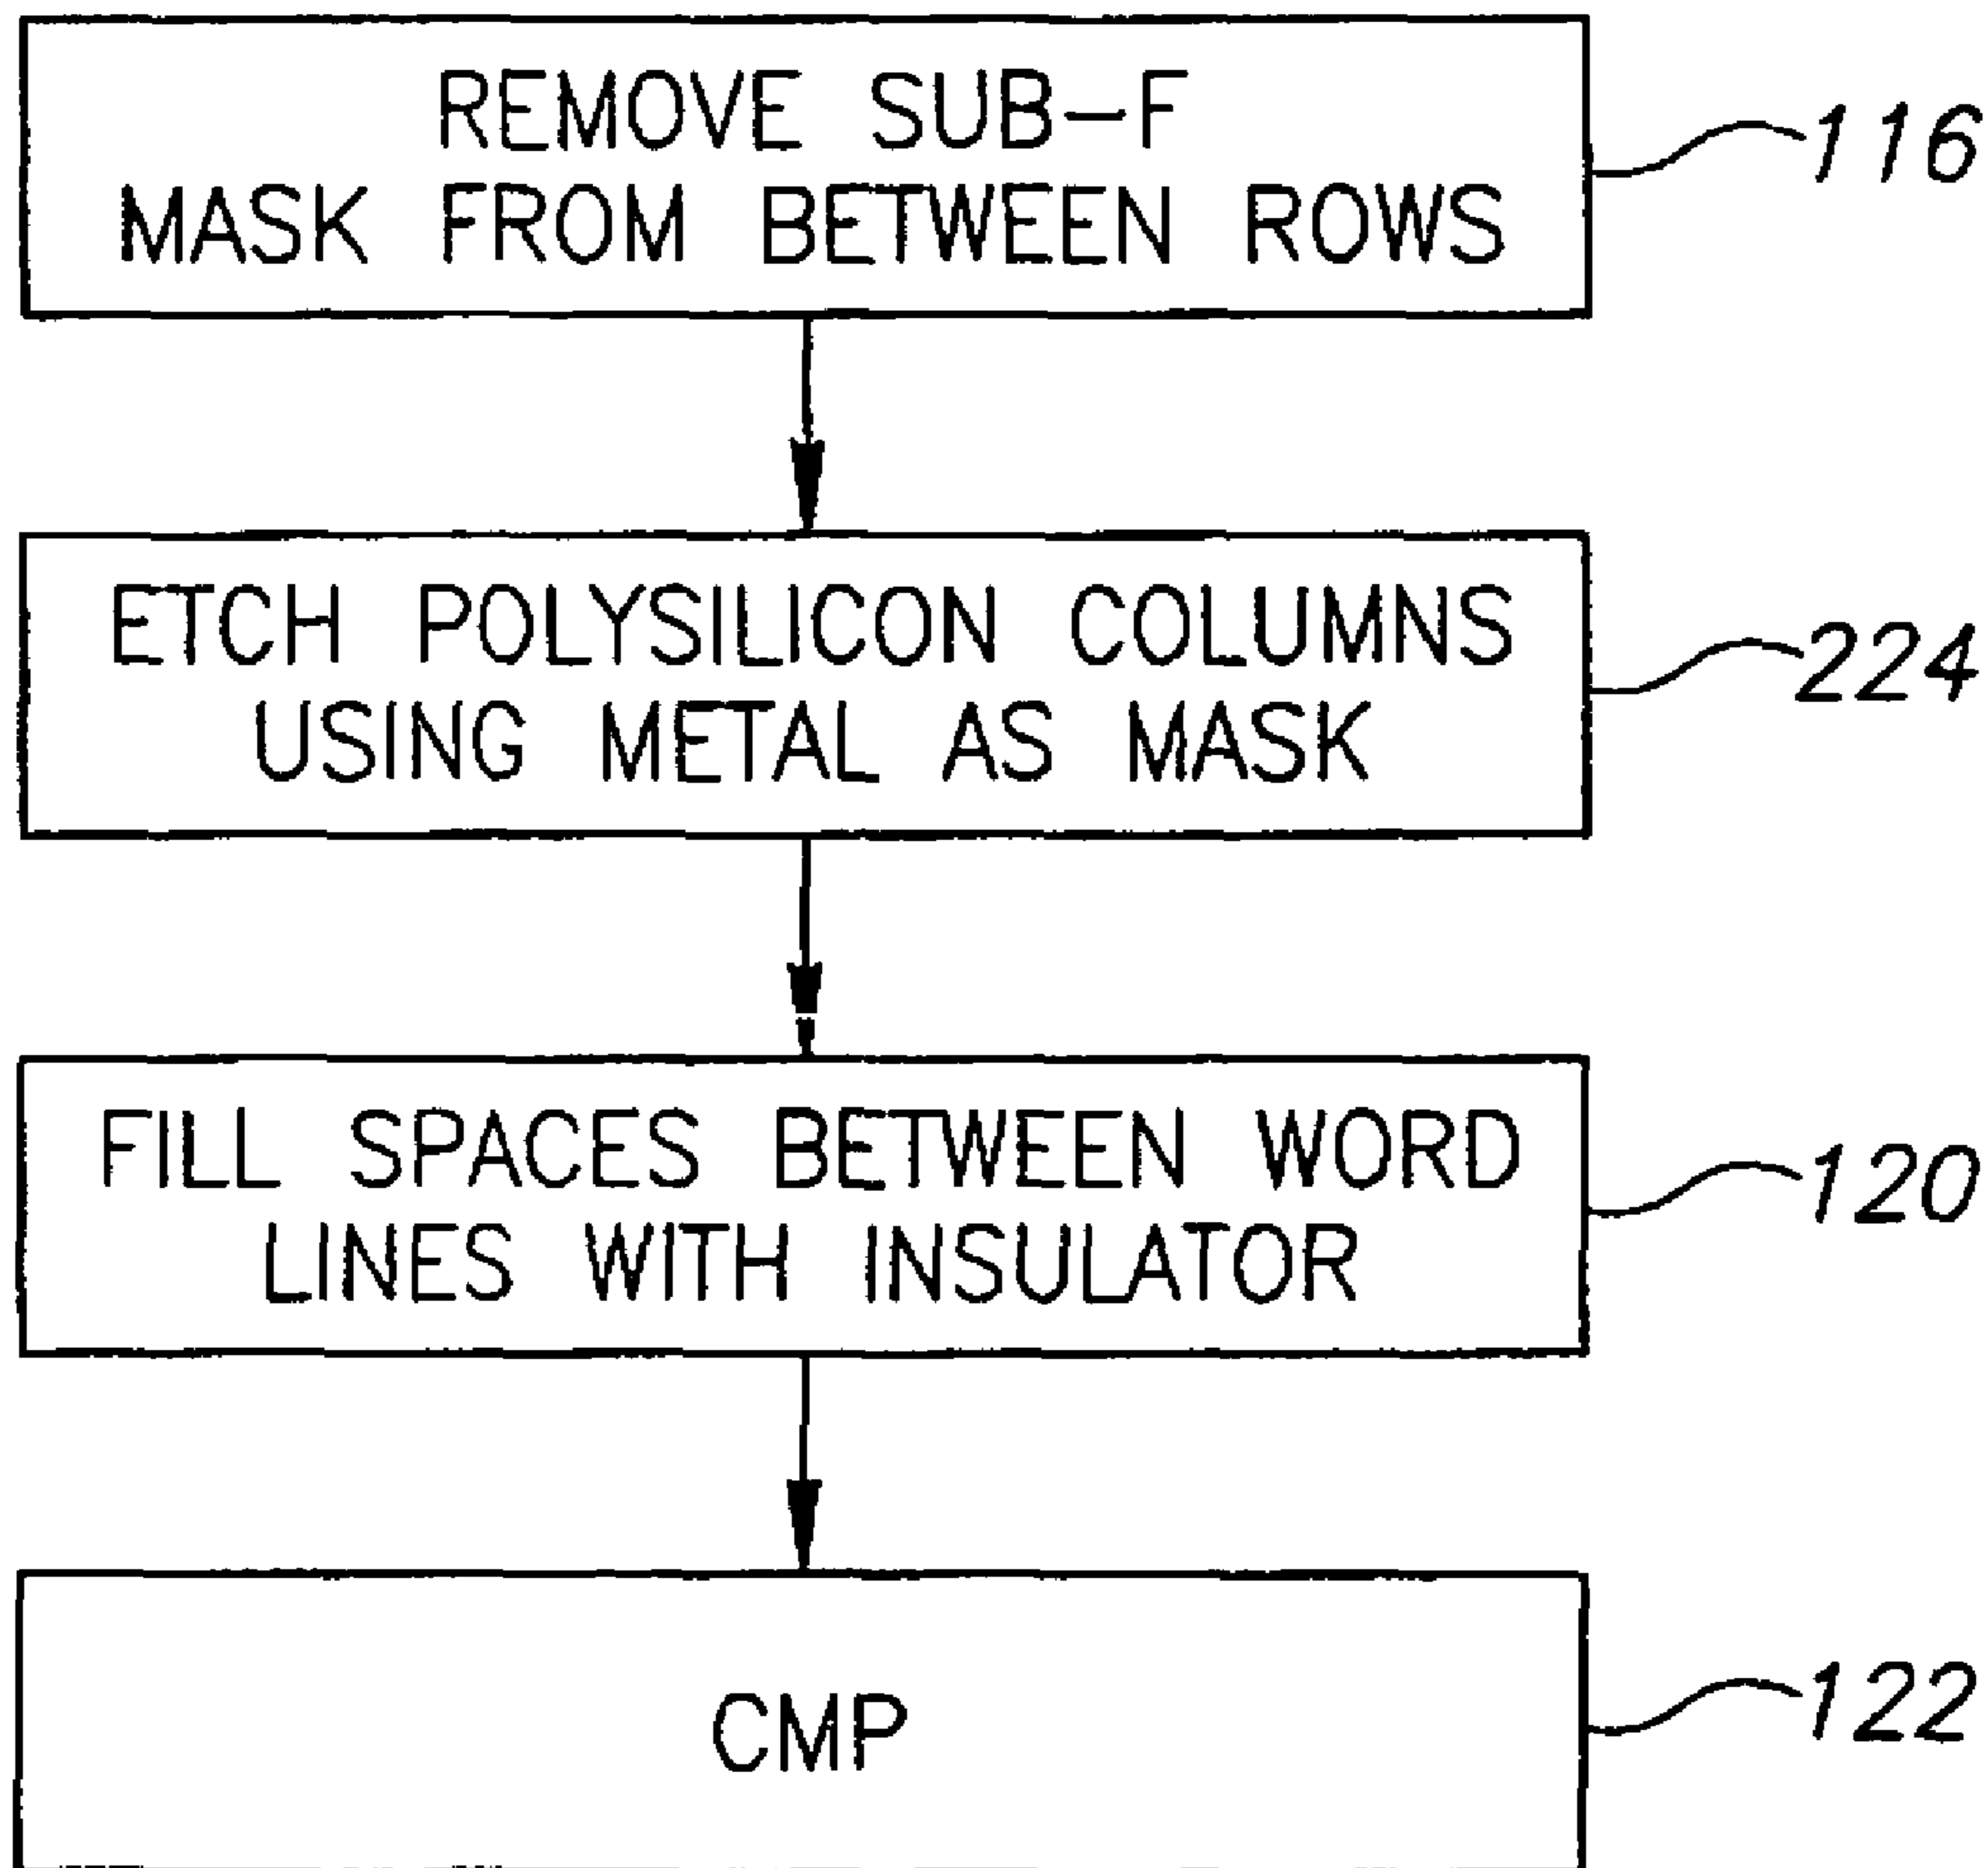 REMOVE SUB-F
MASK FROM BETWEEN ROWS
116
ETCH POLYSILICON COLUMNS
USING METAL AS MASK
224
FILL SPACES BETWEEN WORD
LINES WITH INSULATOR
120
CMP
122